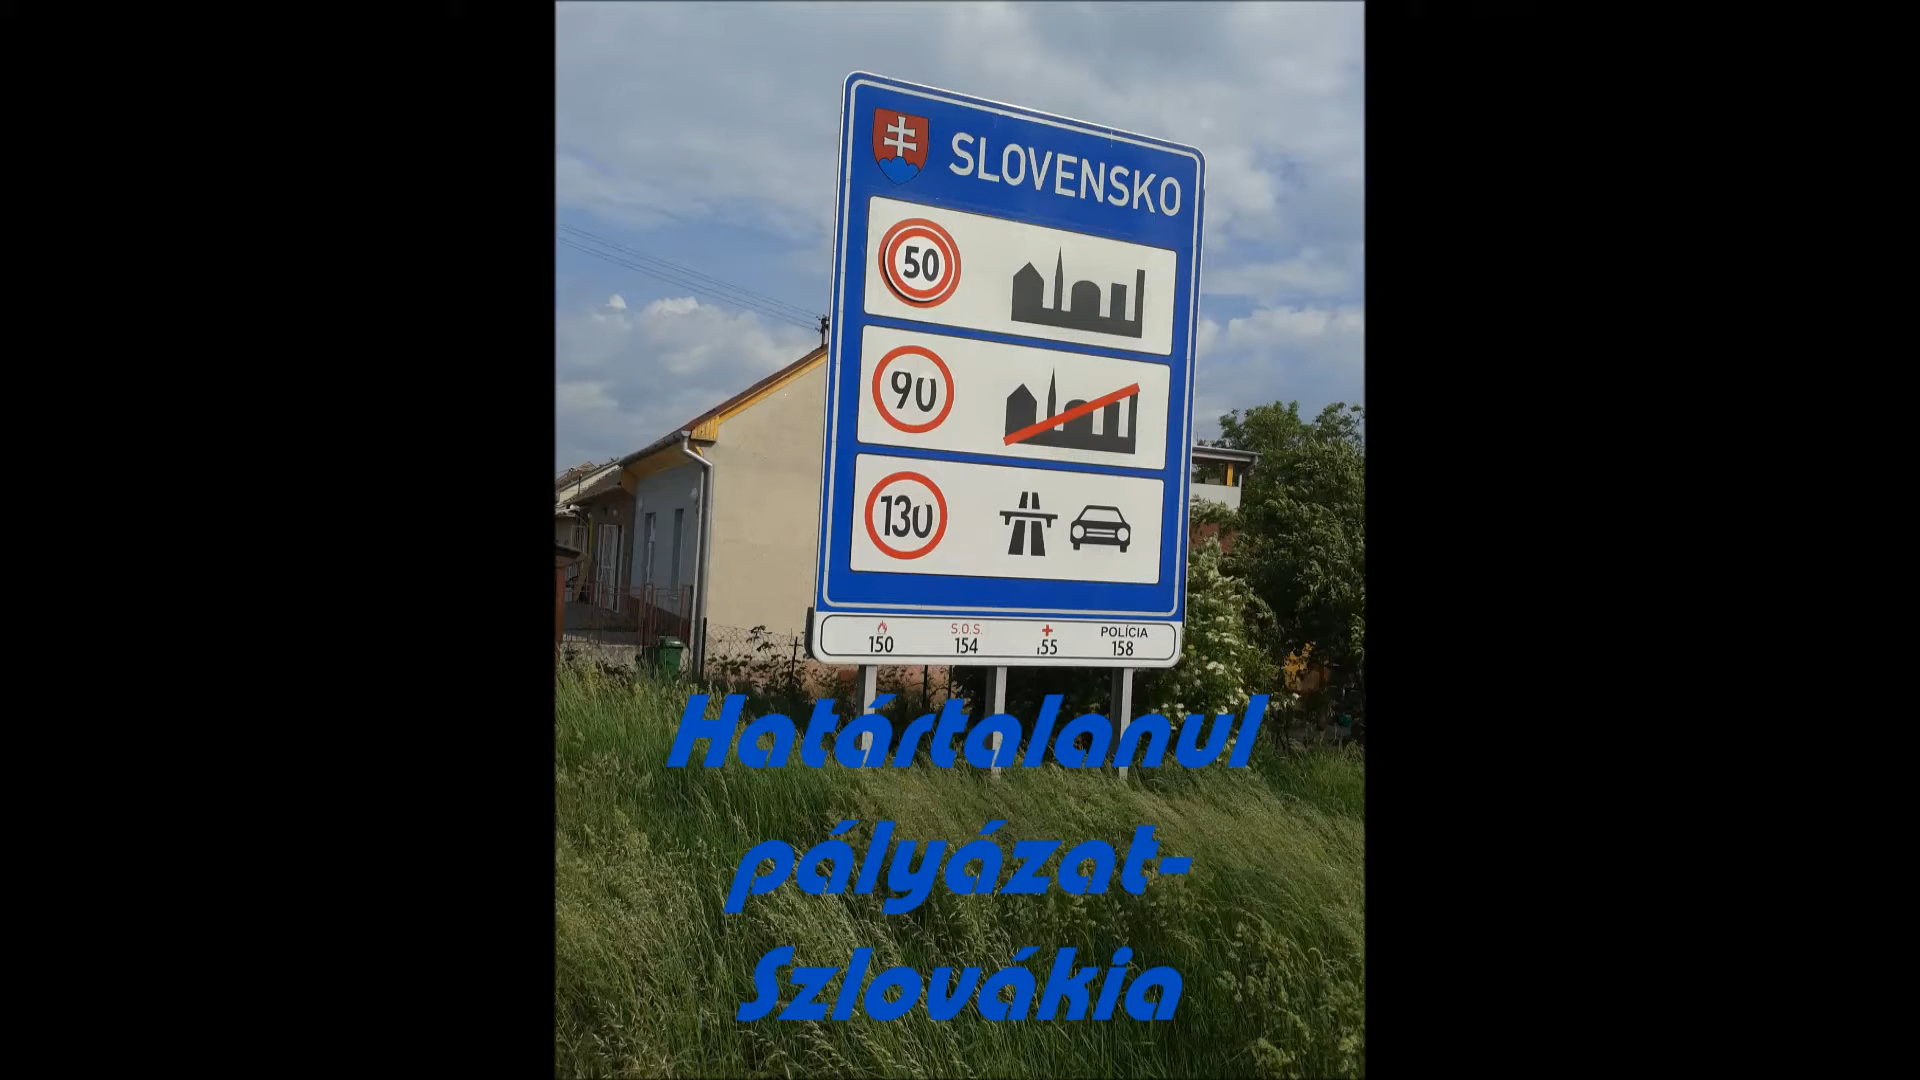 SLOVENSKO
50
90
130
S.O.S. POLÍCIA
150 154 155 158
Határtalanul
pályázat-
Szlovákia